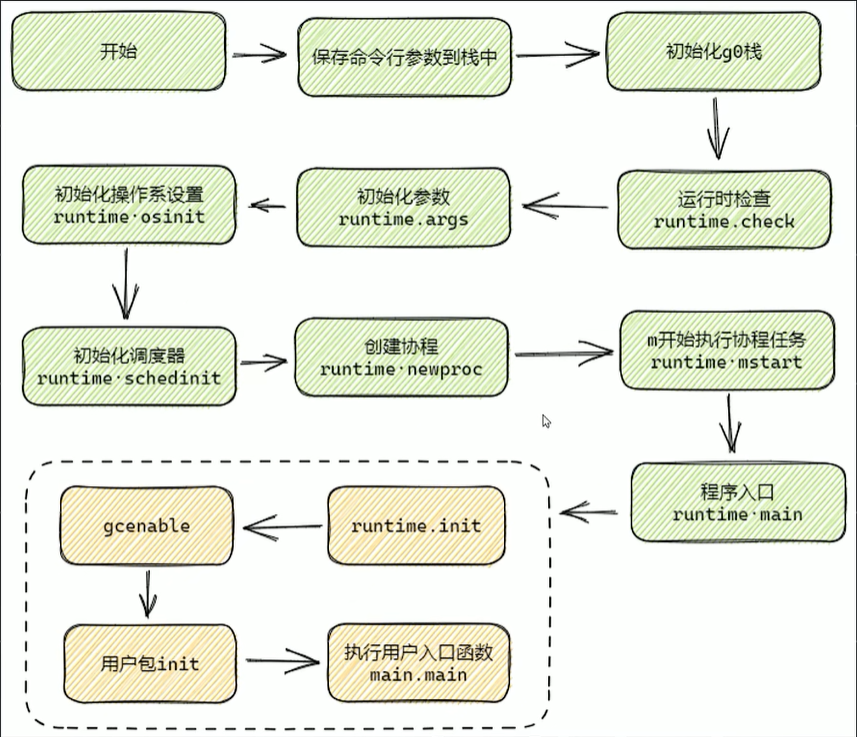 开始
保存命令行参数到栈中
初始化g0栈
运行时检查
runtime.check
初始化参数
runtime.args
初始化操作系设置
runtime·osinit
初始化调度器
runtime·schedinit
创建协程
runtime·newproc
m开始执行协程任务
runtime·mstart
程序入口
runtime·main
runtime.init
gcenable
用户包init
执行用户入口函数
main.main